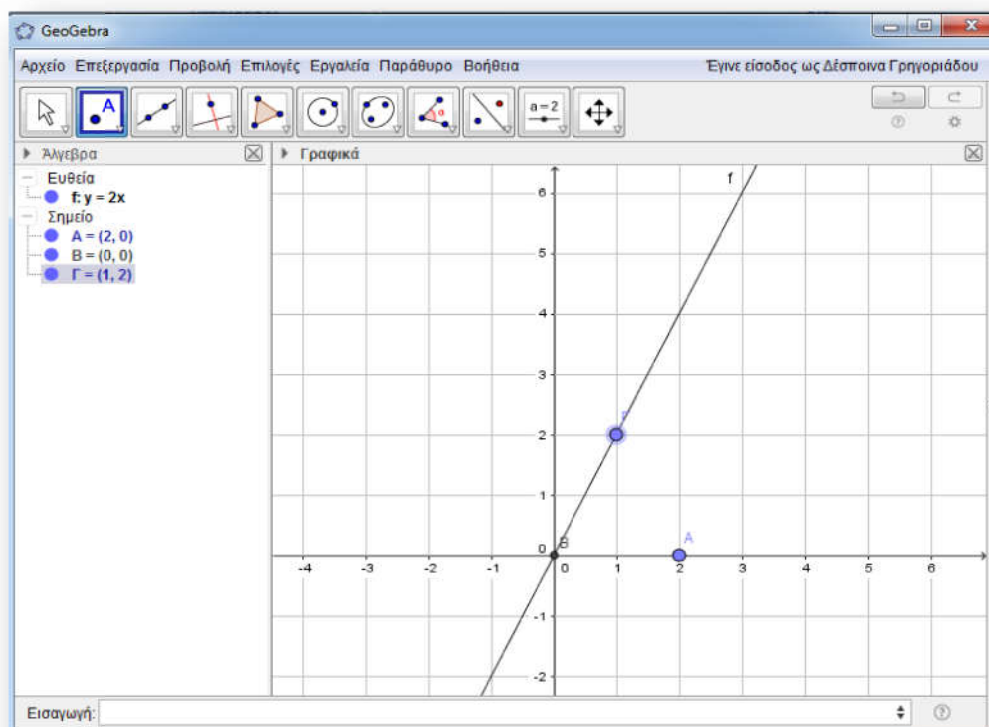 GeoGebra
Αρχείο Επεξεργασία Προβολή Επιλογές Εργαλεία Παράθυρο Βοήθεια Έγινε είσοδος ως Δέσποινα Γρηγοριάδου
A α a=2
Άλγεβρα Γραφικά
Ευθεία
f: y = 2x
Σημείο
Α = (2, 0)
Β = (0, 0)
Γ = (1, 2)
f
6
5
4
3
Γ
2
1
0 B A
-4 -3 -2 -1 0 1 2 3 4 5 6
-1
-2
Εισαγωγή: